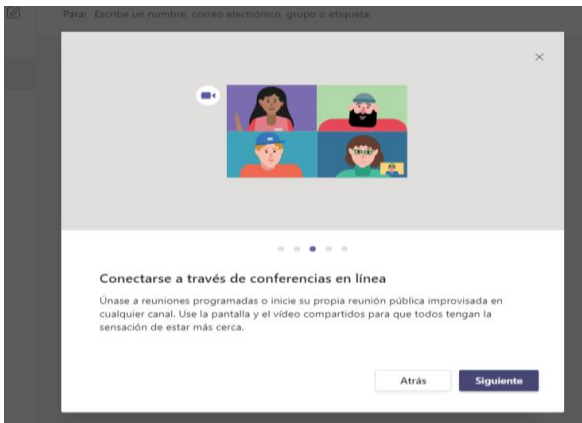 Para: Escribe un nombre, correo electrónico, grupo o etiqueta
Conectarse a través de conferencias en línea
Únase a reuniones programadas o inicie su propia reunión pública improvisada en
cualquier canal. Use la pantalla y el vídeo compartidos para que todos tengan la
sensación de estar más cerca.
Atrás
Siguiente